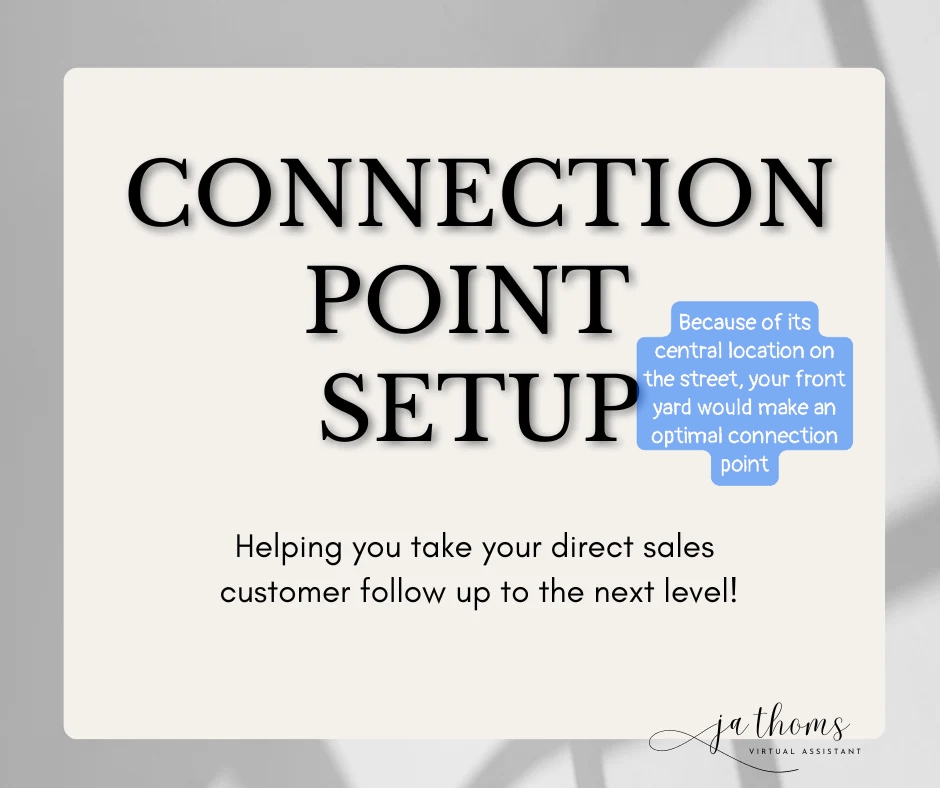 CONNECTION
POINT
SETUP
Because of its
central location on
the street, your front
yard would make an
optimal connection
point
Helping you take your direct sales
customer follow up to the next level!
ja thoms
VIRTUAL ASSISTANT